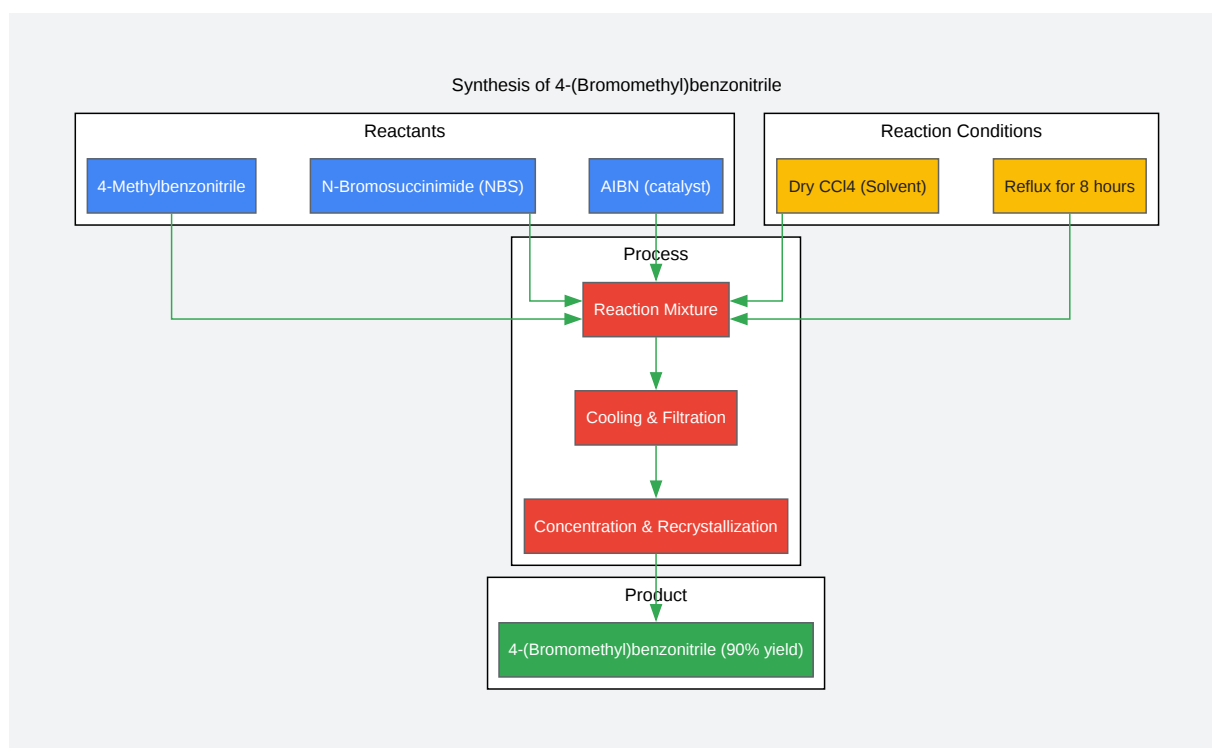 Synthesis of 4-(Bromomethyl)benzonitrile
Reactants
4-Methylbenzonitrile
N-Bromosuccinimide (NBS)
AIBN (catalyst)
Reaction Conditions
Dry CCl4 (Solvent)
Reflux for 8 hours
Process
Reaction Mixture
Cooling & Filtration
Concentration & Recrystallization
Product
4-(Bromomethyl)benzonitrile (90% yield)